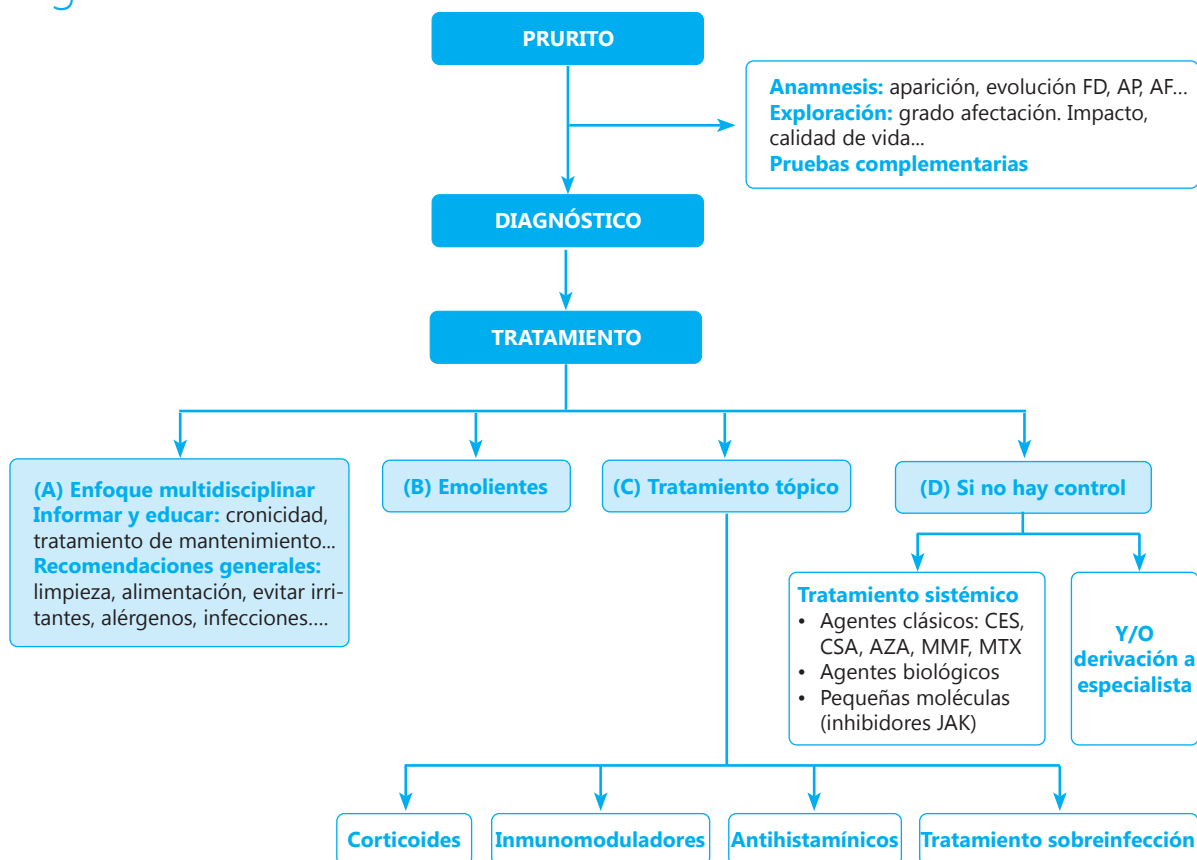 PRURITO
Anamnesis: aparición, evolución FD, AP, AF...
Exploración: grado afectación. Impacto,
calidad de vida...
Pruebas complementarias
DIAGNÓSTICO
TRATAMIENTO
(A) Enfoque multidisciplinar
Informar y educar: cronicidad,
tratamiento de mantenimiento...
Recomendaciones generales:
limpieza, alimentación, evitar irri-
tantes, alérgenos, infecciones....
(B) Emolientes
(C) Tratamiento tópico
(D) Si no hay control
Tratamiento sistémico
• Agentes clásicos: CES,
CSA, AZA, MMF, MTX
• Agentes biológicos
• Pequeñas moléculas
(inhibidores JAK)
Y/O
derivación a
especialista
Corticoides
Inmunomoduladores
Antihistamínicos
Tratamiento sobreinfección